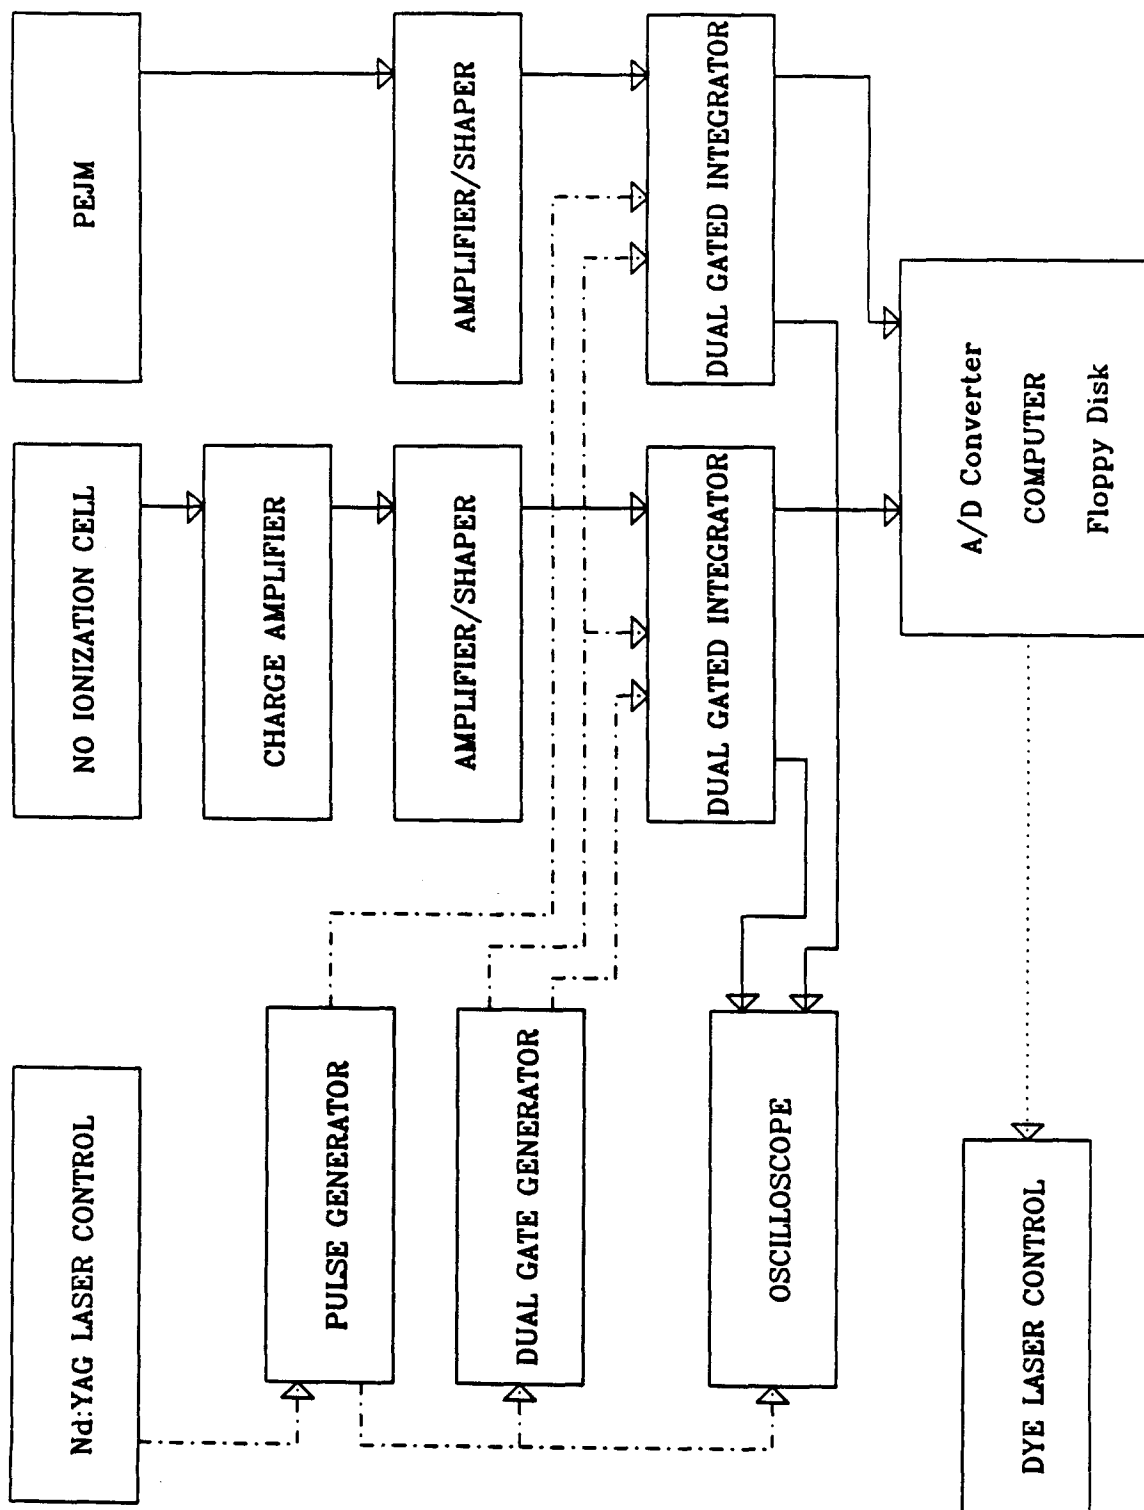 Nd:YAG LASER CONTROL
NO IONIZATION CELL
PEJM
CHARGE AMPLIFIER
PULSE GENERATOR
AMPLIFIER/SHAPER
AMPLIFIER/SHAPER
DUAL GATE GENERATOR
DUAL GATED INTEGRATOR
DUAL GATED INTEGRATOR
OSCILLOSCOPE
A/D Converter
COMPUTER
Floppy Disk
DYE LASER CONTROL